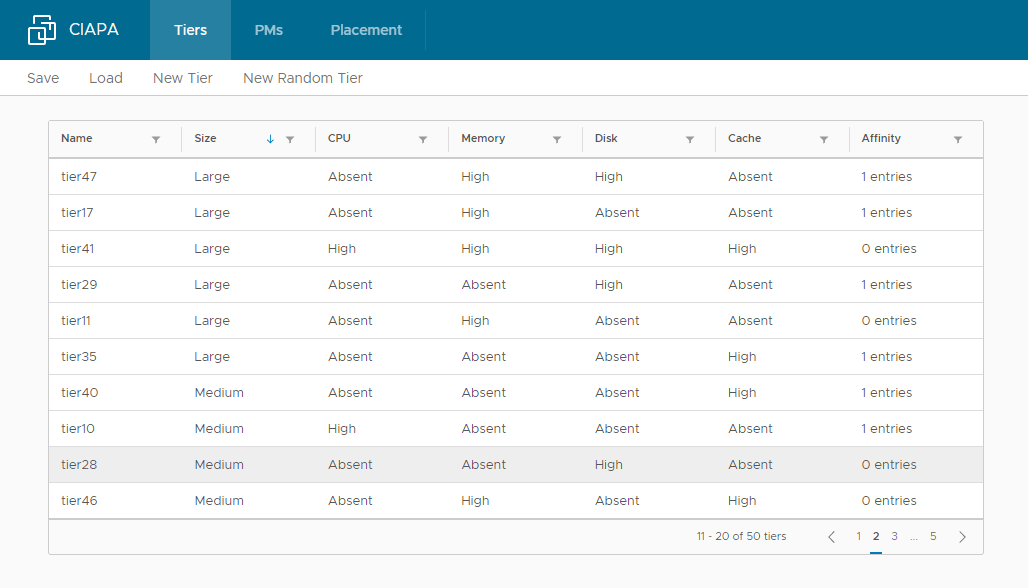 CIAPA Tiers PMs Placement
Save Load New Tier New Random Tier
Name Size CPU Memory Disk Cache Affinity
tier47 Large Absent High High Absent 1 entries
tier17 Large Absent High Absent Absent 1 entries
tier41 Large High High High High 0 entries
tier29 Large Absent Absent High Absent 1 entries
tier11 Large Absent High Absent Absent 0 entries
tier35 Large Absent Absent Absent High 1 entries
tier40 Medium Absent Absent Absent High 1 entries
tier10 Medium High Absent Absent Absent 1 entries
tier28 Medium Absent Absent High Absent 0 entries
tier46 Medium Absent High Absent High 0 entries
11 - 20 of 50 tiers 1 2 3 ... 5